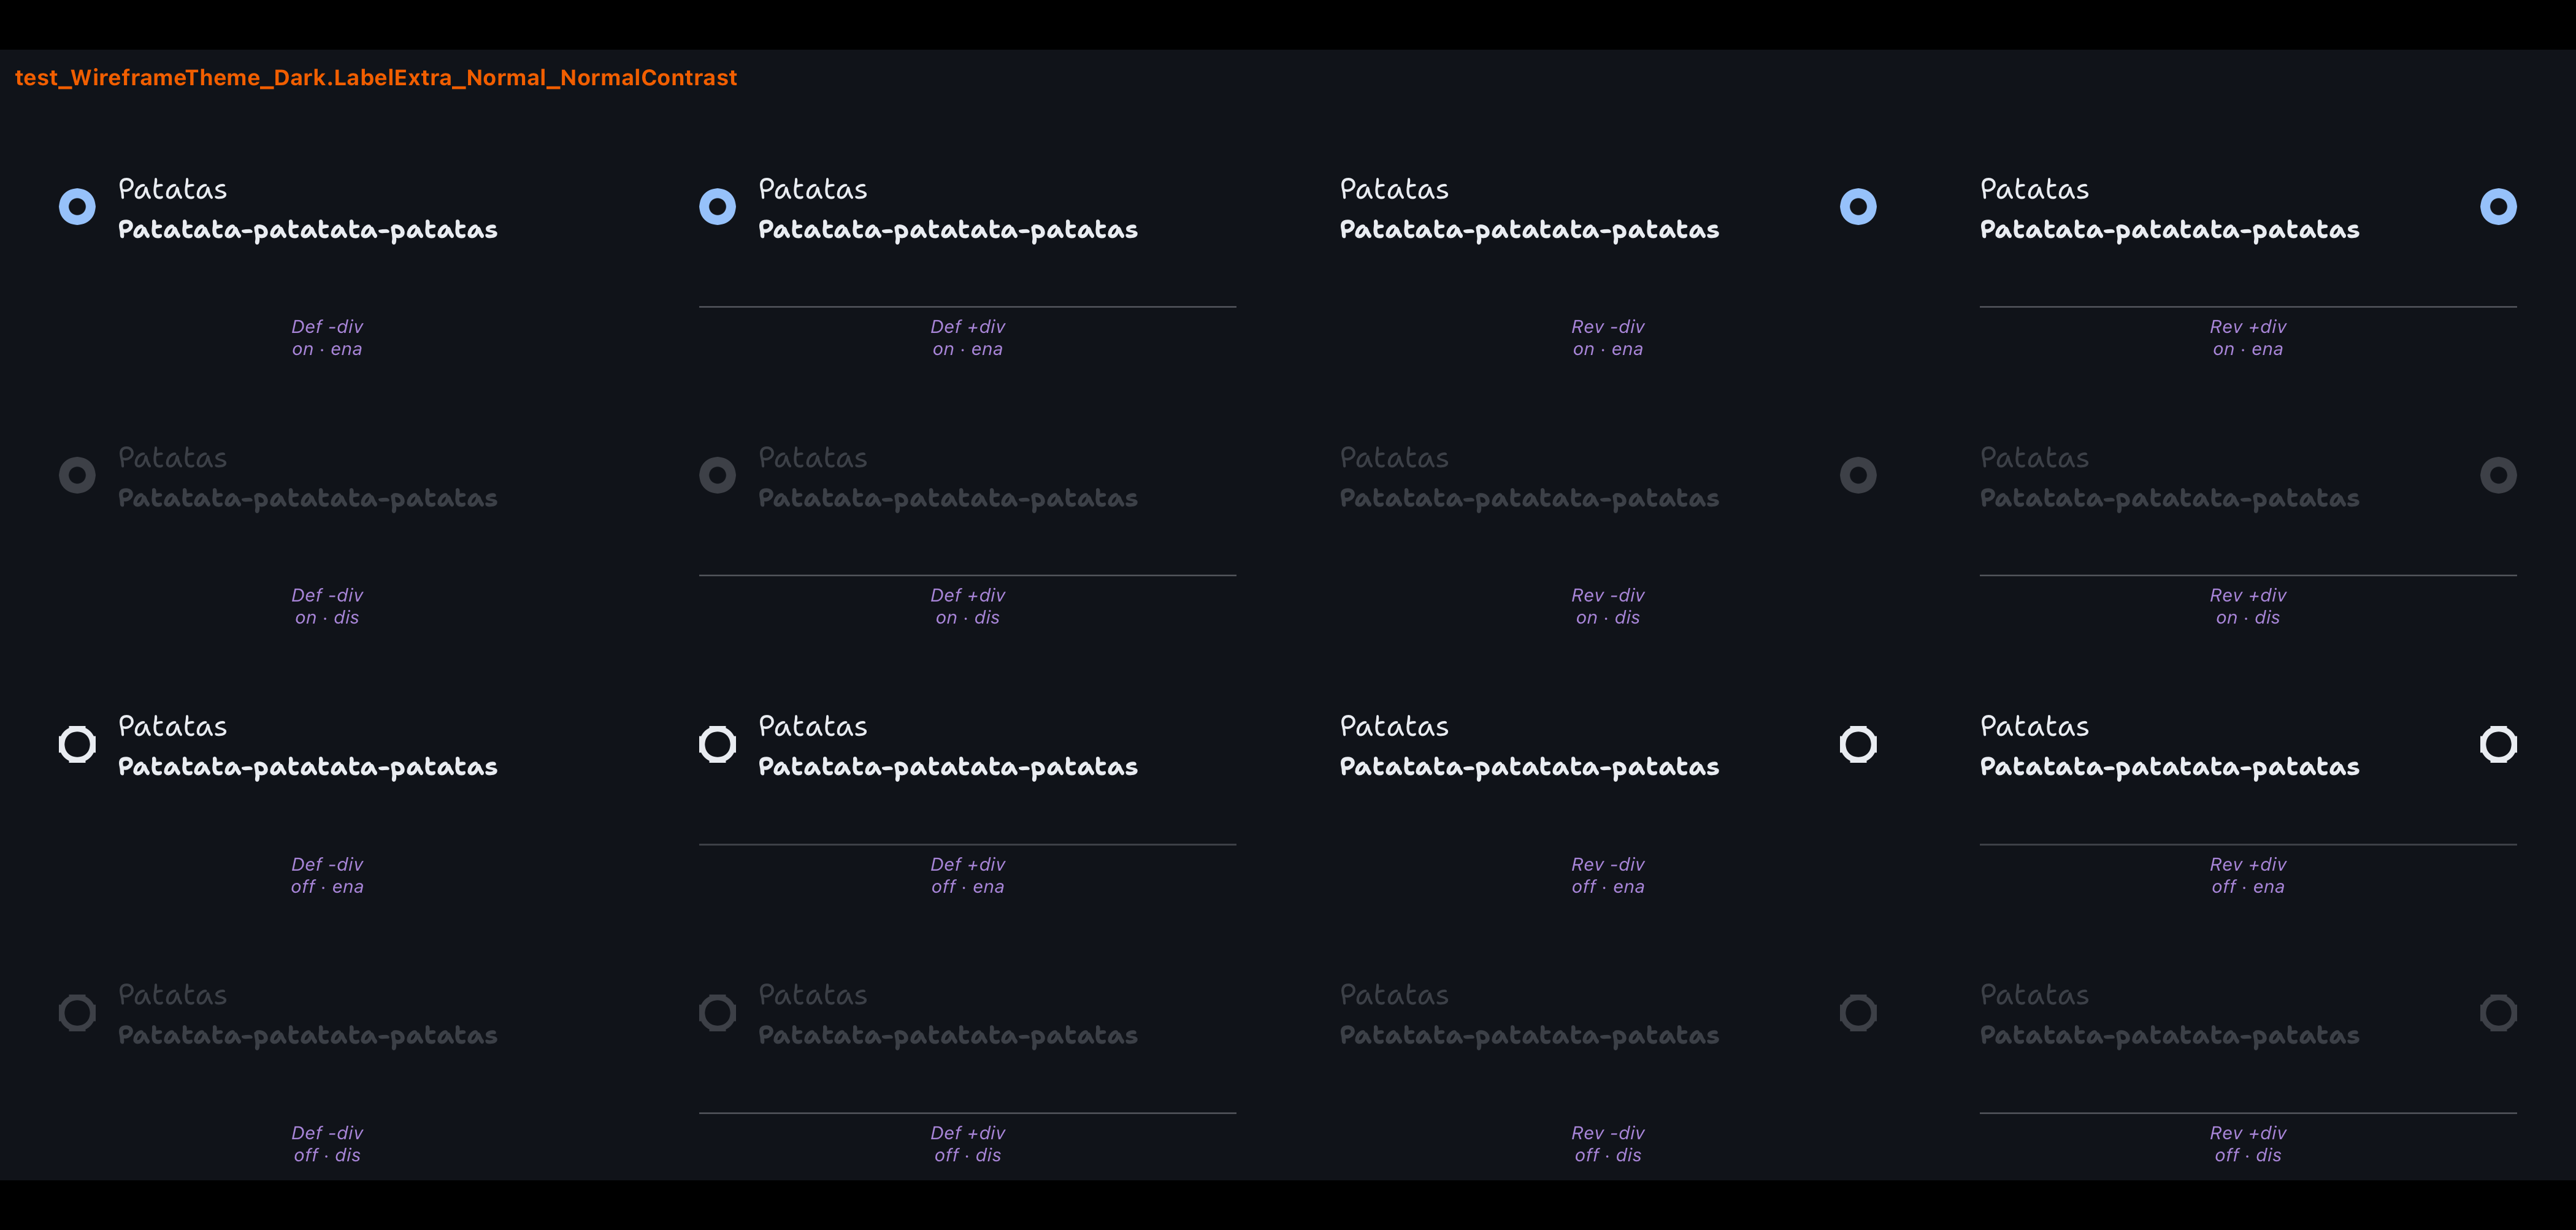 test_WireframeTheme_Dark.LabelExtra_Normal_NormalContrast
Patatas
Patatata-patatata-patatas
Def -div
on · ena
Patatas
Patatata-patatata-patatas
Def +div
on · ena
Patatas
Patatata-patatata-patatas
Rev -div
on · ena
Patatas
Patatata-patatata-patatas
Rev +div
on · ena
Patatas
Patatata-patatata-patatas
Def -div
on · dis
Patatas
Patatata-patatata-patatas
Def +div
on · dis
Patatas
Patatata-patatata-patatas
Rev -div
on · dis
Patatas
Patatata-patatata-patatas
Rev +div
on · dis
Patatas
Patatata-patatata-patatas
Def -div
off · ena
Patatas
Patatata-patatata-patatas
Def +div
off · ena
Patatas
Patatata-patatata-patatas
Rev -div
off · ena
Patatas
Patatata-patatata-patatas
Rev +div
off · ena
Patatas
Patatata-patatata-patatas
Def -div
off · dis
Patatas
Patatata-patatata-patatas
Def +div
off · dis
Patatas
Patatata-patatata-patatas
Rev -div
off · dis
Patatas
Patatata-patatata-patatas
Rev +div
off · dis